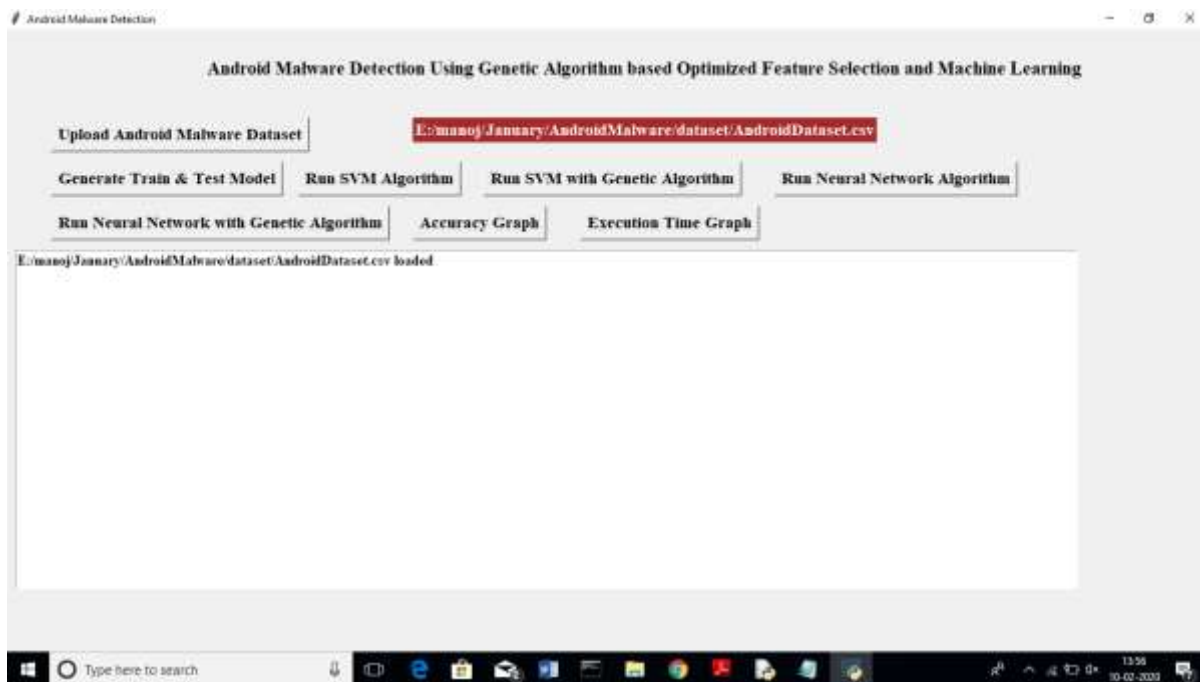 Android Malware Detection
Android Malware Detection Using Genetic Algorithm based Optimized Feature Selection and Machine Learning
Upload Android Malware Dataset
E:/manoj/January/AndroidMalware/dataset/AndroidDataset.csv
Generate Train & Test Model
Run SVM Algorithm
Run SVM with Genetic Algorithm
Run Neural Network Algorithm
Run Neural Network with Genetic Algorithm
Accuracy Graph
Execution Time Graph
E:/manoj/January/AndroidMalware/dataset/AndroidDataset.csv loaded
Type here to search
13:56
10-02-2020